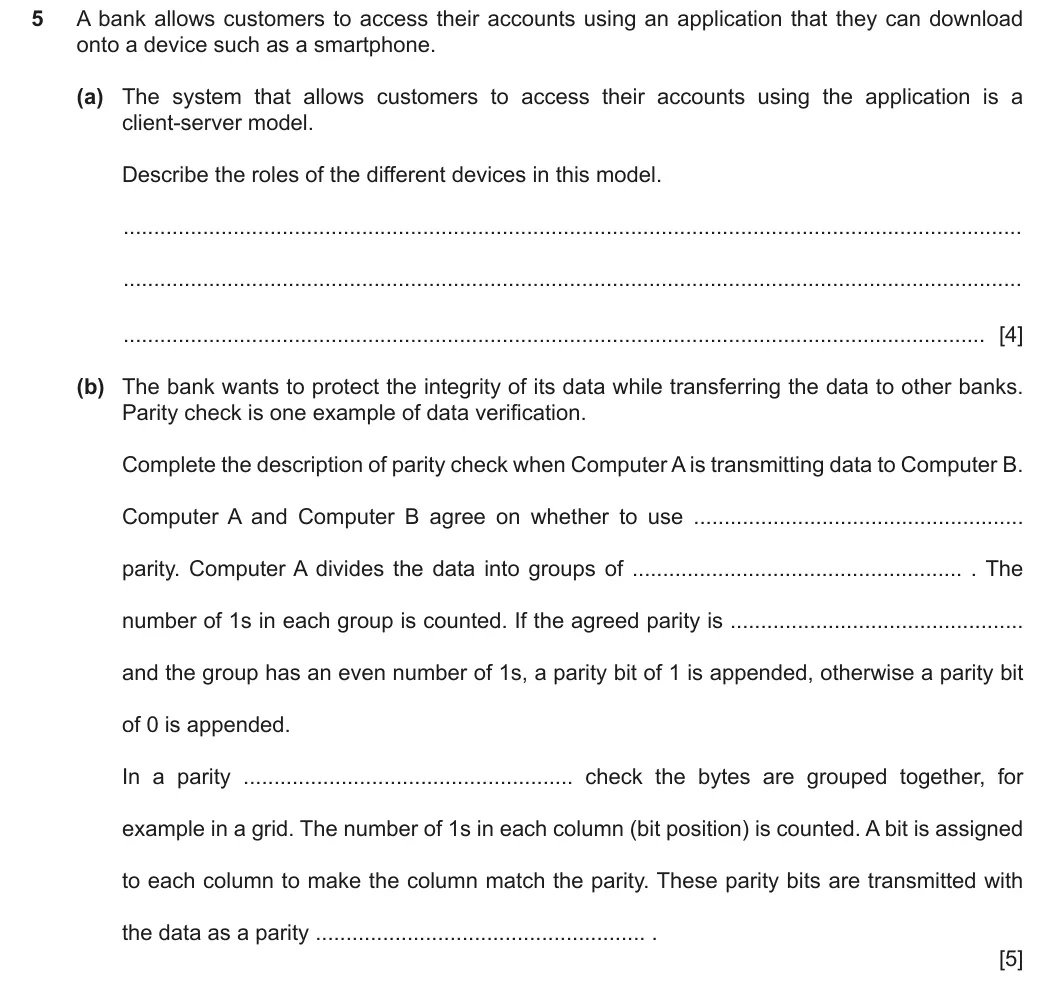 5 A bank allows customers to access their accounts using an application that they can download
onto a device such as a smartphone.
(a) The system that allows customers to access their accounts using the application is a
client-server model.
Describe the roles of the different devices in this model.
....................................................................................................................................................
....................................................................................................................................................
.............................................................................................................................................. [4]
(b) The bank wants to protect the integrity of its data while transferring the data to other banks.
Parity check is one example of data verification.
Complete the description of parity check when Computer A is transmitting data to Computer B.
Computer A and Computer B agree on whether to use ......................................................
parity. Computer A divides the data into groups of ...................................................... . The
number of 1s in each group is counted. If the agreed parity is ................................................
and the group has an even number of 1s, a parity bit of 1 is appended, otherwise a parity bit
of 0 is appended.
In a parity ...................................................... check the bytes are grouped together, for
example in a grid. The number of 1s in each column (bit position) is counted. A bit is assigned
to each column to make the column match the parity. These parity bits are transmitted with
the data as a parity ...................................................... .
[5]